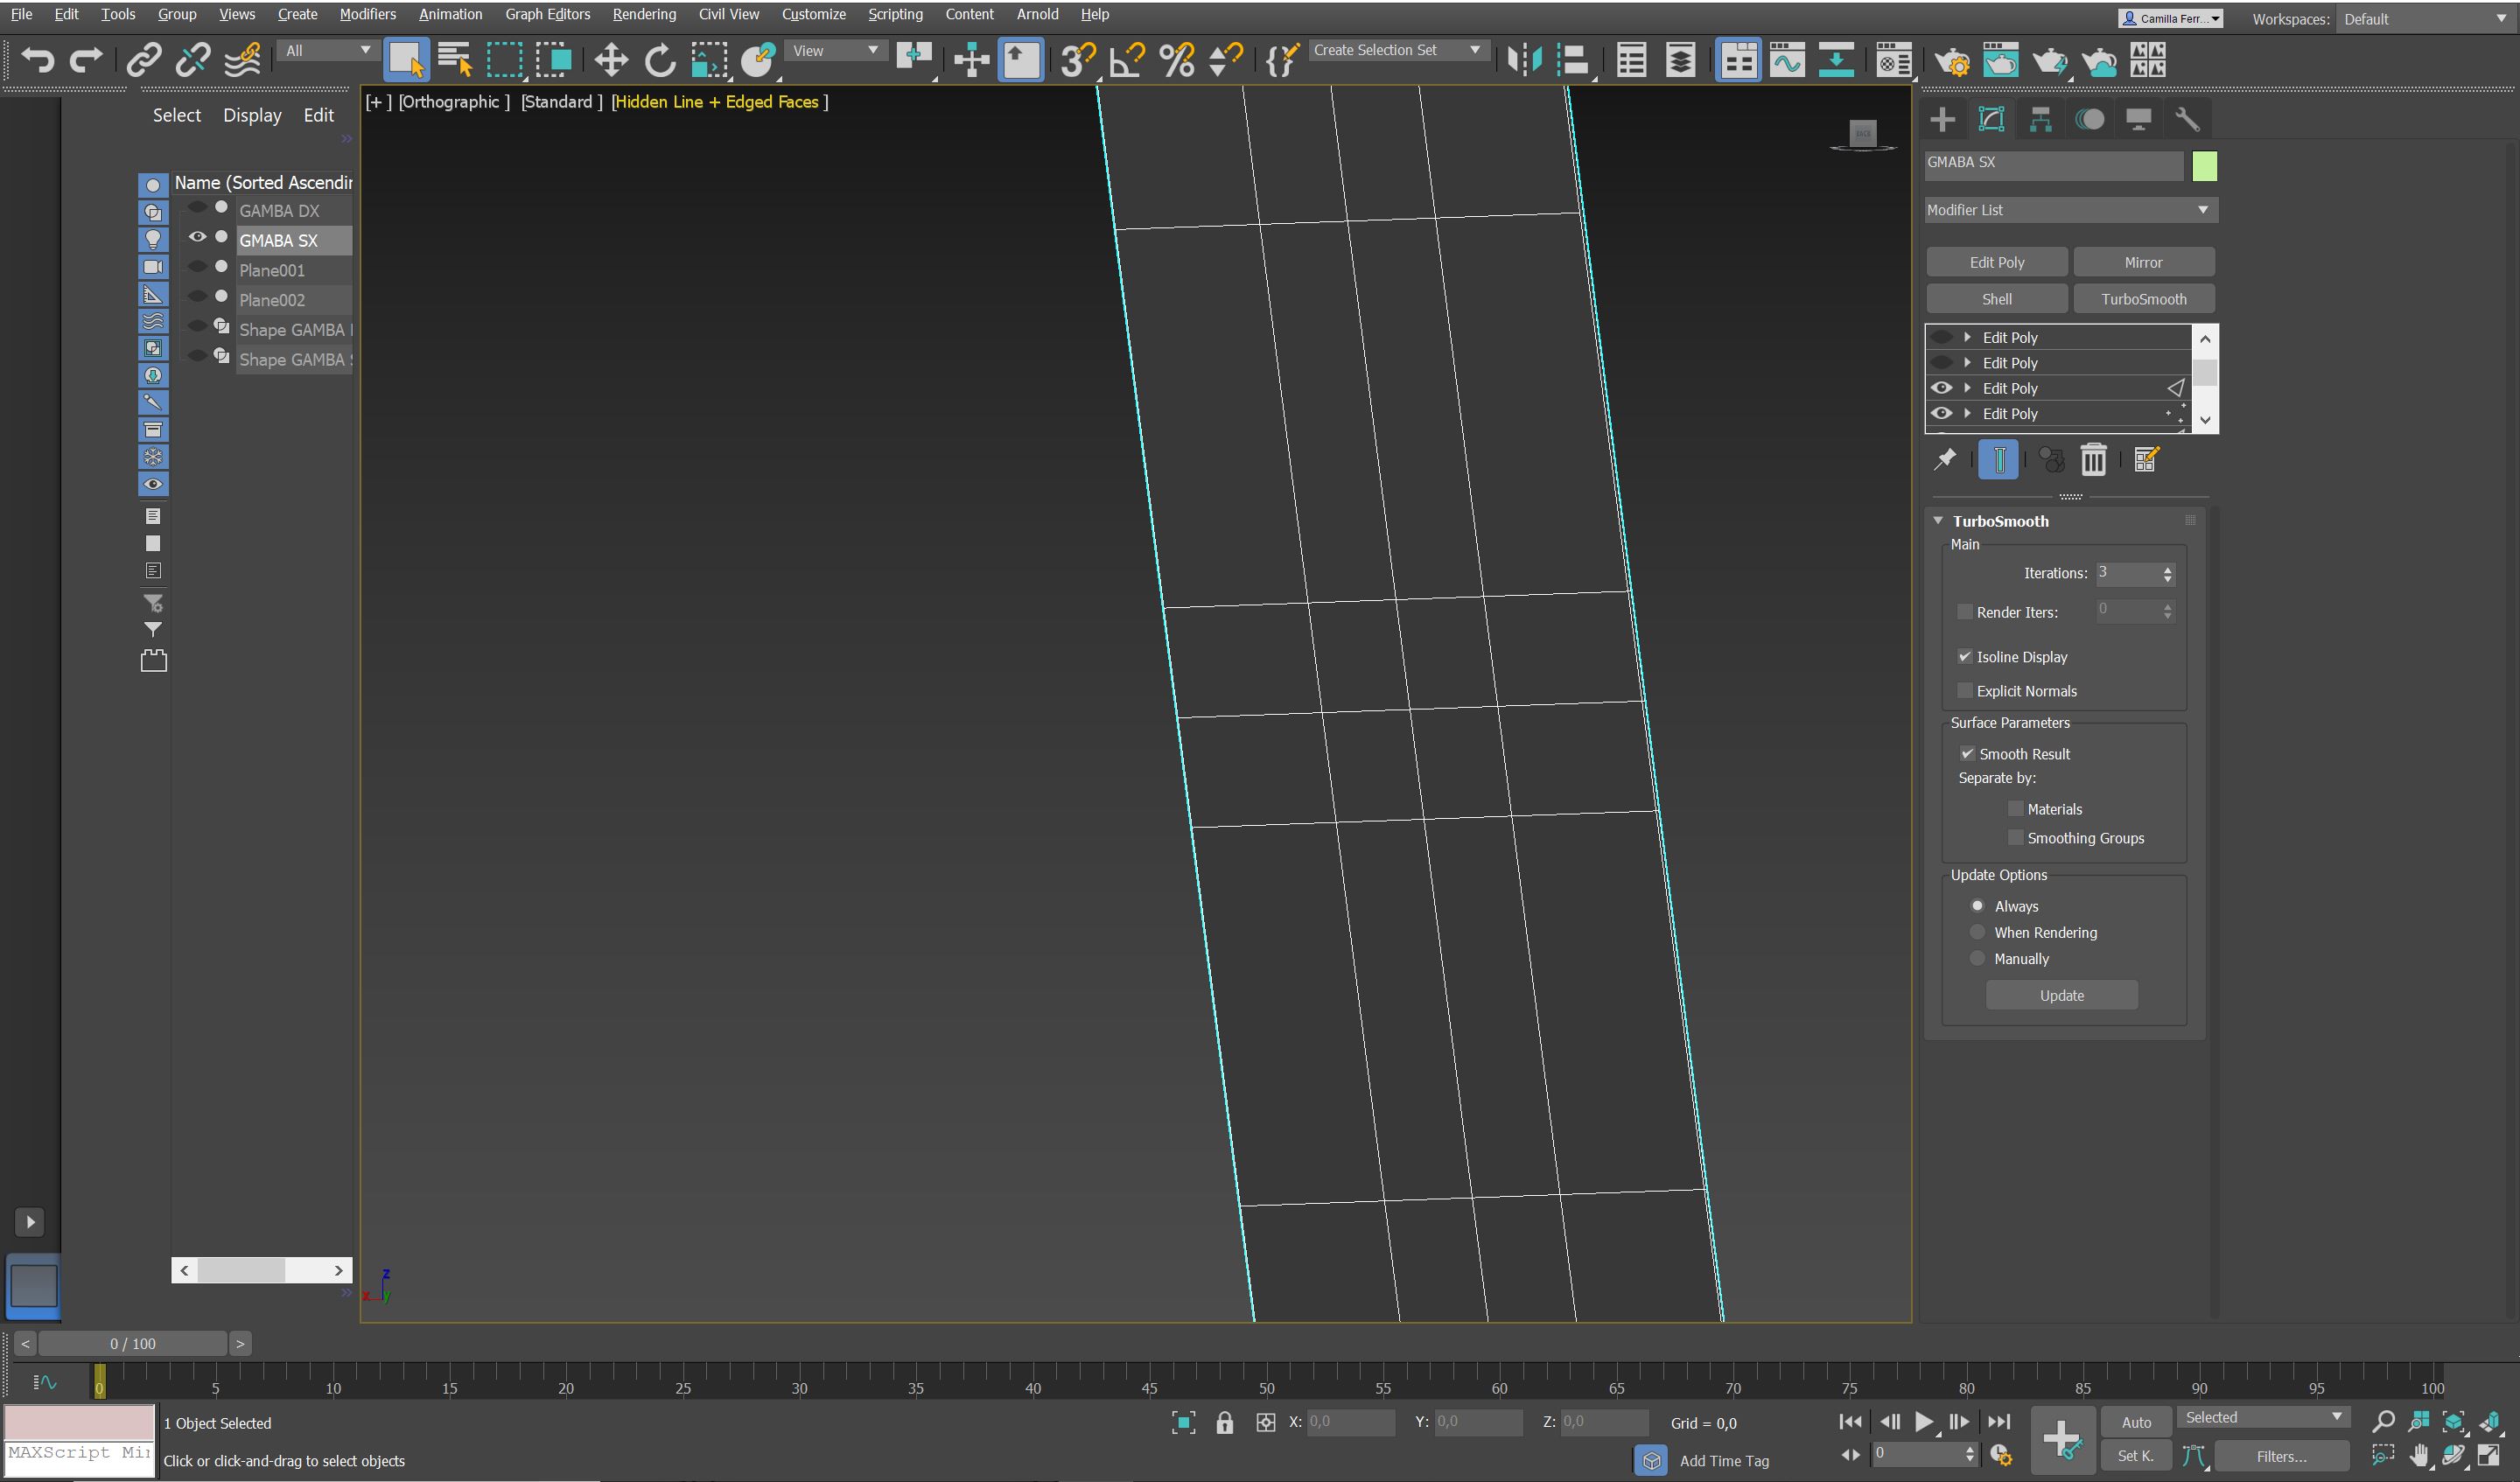 File Edit Tools Group Views Create Modifiers Animation Graph Editors Rendering Civil View Customize Scripting Content Arnold Help
Camilla Ferr... Workspaces: Default
All View Create Selection Set
Select Display Edit
[+ ] [Orthographic ] [Standard ] [Hidden Line + Edged Faces ]
Name (Sorted Ascendin
GAMBA DX
GMABA SX
Plane001
Plane002
Shape GAMBA
Shape GAMBA
BACK
z
x y
GMABA SX
Modifier List
Edit Poly Mirror
Shell TurboSmooth
Edit Poly
Edit Poly
Edit Poly
Edit Poly
TurboSmooth
Main
Iterations: 3
Render Iters: 0
Isoline Display
Explicit Normals
Surface Parameters
Smooth Result
Separate by:
Materials
Smoothing Groups
Update Options
Always
When Rendering
Manually
Update
< 0 / 100 >
0 5 10 15 20 25 30 35 40 45 50 55 60 65 70 75 80 85 90 95 100
1 Object Selected
X: 0,0 Y: 0,0 Z: 0,0 Grid = 0,0
Auto Selected
MAXScript Mi
Click or click-and-drag to select objects
Add Time Tag
0
Set K. Filters...